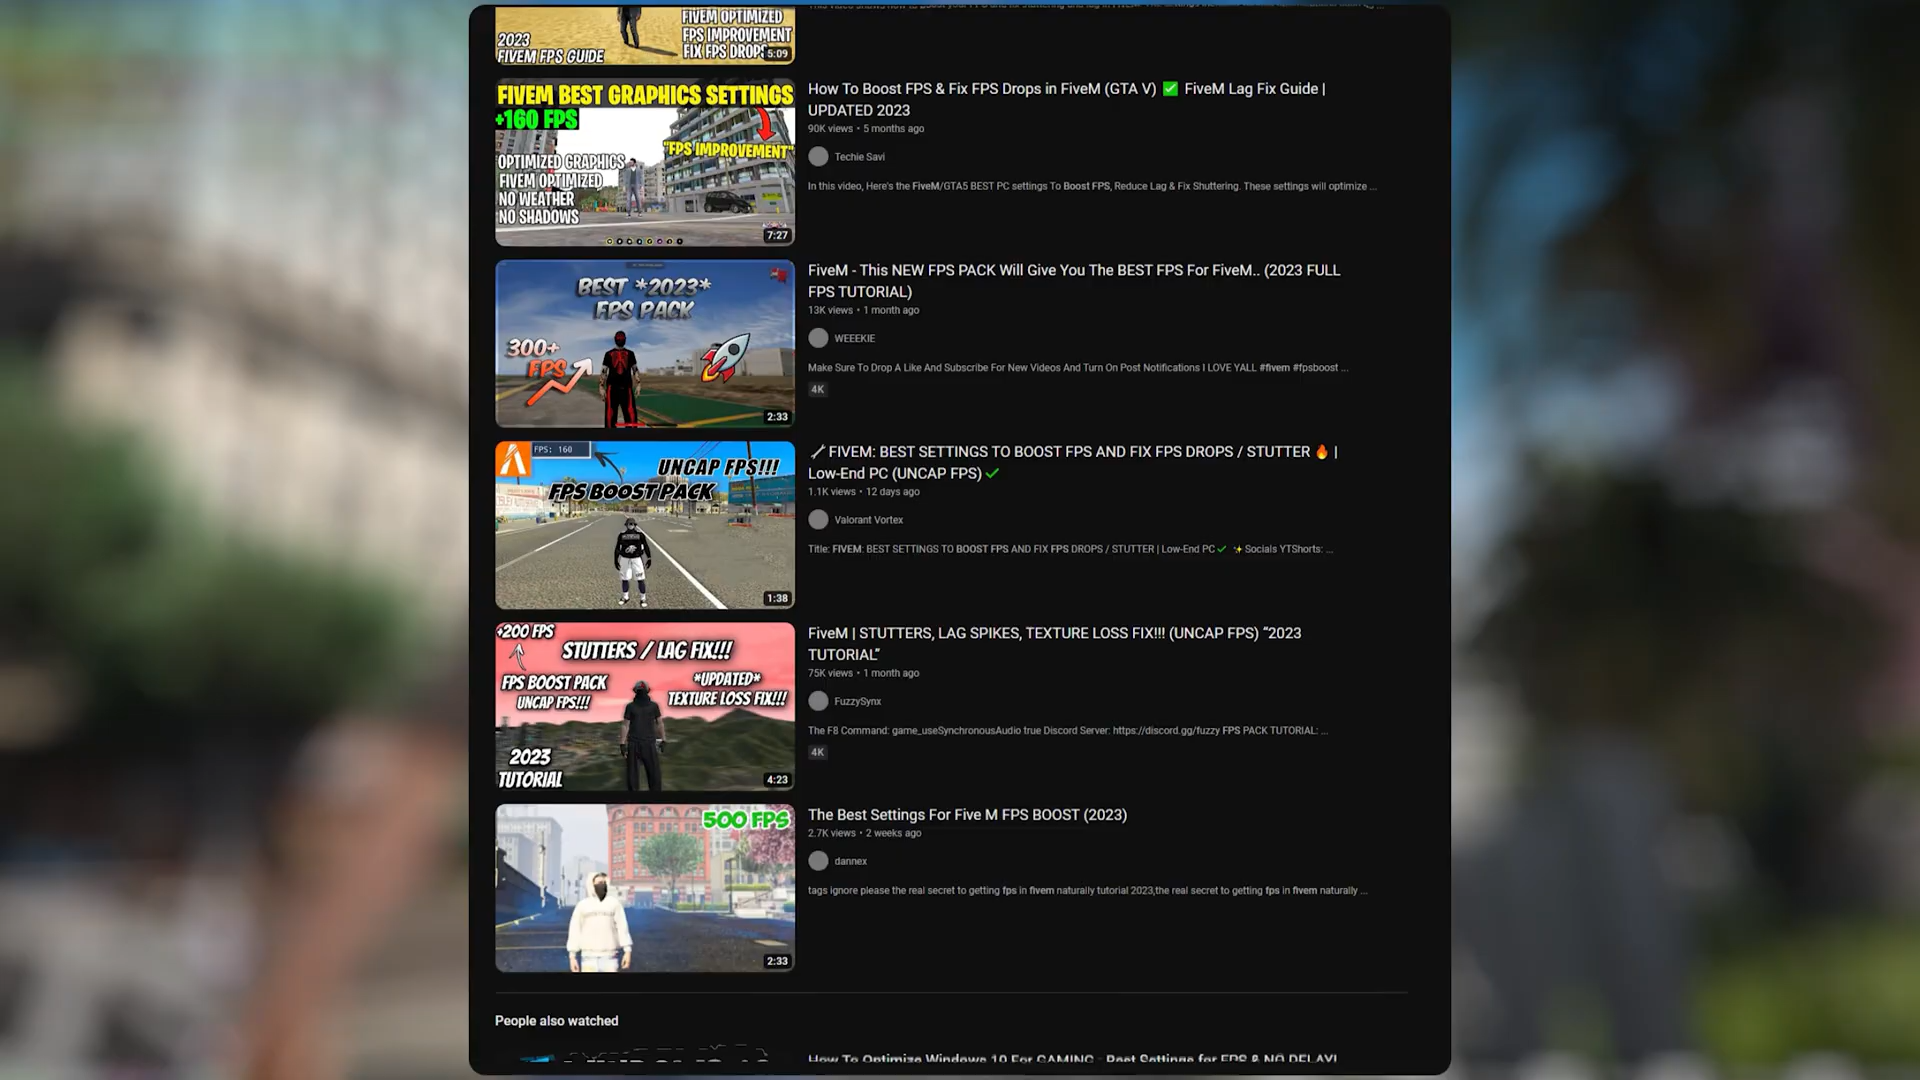 2023
FIVEM FPS GUIDE
FIVEM OPTIMIZED
FPS IMPROVEMENT
FIX FPS DROPS
5:09
FIVEM BEST GRAPHICS SETTINGS
+160 FPS
"FPS IMPROVEMENT"
OPTIMIZED GRAPHICS
FIVEM OPTIMIZED
NO WEATHER
NO SHADOWS
7:27
How To Boost FPS & Fix FPS Drops in FiveM (GTA V) ✅ FiveM Lag Fix Guide |
UPDATED 2023
90K views • 5 months ago
Techie Savi
In this video, Here's the FiveM/GTA5 BEST PC settings To Boost FPS, Reduce Lag & Fix Shuttering. These settings will optimize ...
BEST *2023*
FPS PACK
300+
FPS
2:33
FiveM - This NEW FPS PACK Will Give You The BEST FPS For FiveM.. (2023 FULL
FPS TUTORIAL)
13K views • 1 month ago
WEEEKIE
Make Sure To Drop A Like And Subscribe For New Videos And Turn On Post Notifications I LOVE YALL #fivem #fpsboost ...
4K
FPS: 160
UNCAP FPS!!!
FPS BOOST PACK
1:38
🔧FIVEM: BEST SETTINGS TO BOOST FPS AND FIX FPS DROPS / STUTTER 🔥 |
Low-End PC (UNCAP FPS) ✔
1.1K views • 12 days ago
Valorant Vortex
Title: FIVEM: BEST SETTINGS TO BOOST FPS AND FIX FPS DROPS / STUTTER | Low-End PC ✔ ✨ Socials YTShorts: ...
+200 FPS
STUTTERS / LAG FIX!!!
FPS BOOST PACK
UNCAP FPS!!!
*UPDATED*
TEXTURE LOSS FIX!!!
2023
TUTORIAL
4:23
FiveM | STUTTERS, LAG SPIKES, TEXTURE LOSS FIX!!! (UNCAP FPS) “2023
TUTORIAL”
75K views • 1 month ago
FuzzySynx
The F8 Command: game_useSynchronousAudio true Discord Server: https://discord.gg/fuzzy FPS PACK TUTORIAL: ...
4K
500 FPS
2:33
The Best Settings For Five M FPS BOOST (2023)
2.7K views • 2 weeks ago
dannex
tags ignore please the real secret to getting fps in fivem naturally tutorial 2023,the real secret to getting fps in fivem naturally ...
People also watched
How To Optimize Windows 10 For GAMING - Best Settings for FPS & NO DELAY!